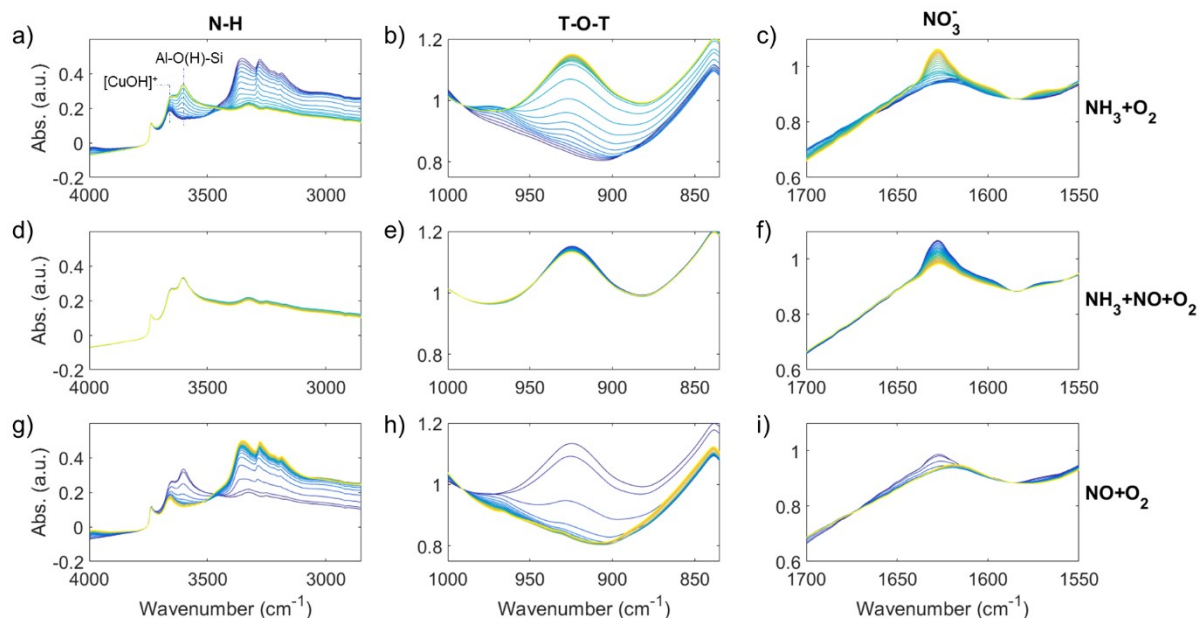 N-H T-O-T NO₃⁻
a) b) c)
Al-O(H)-Si
[CuOH]⁺
Abs. (a.u.)
0.4
0.2
0
-0.2
4000 3500 3000
1.2
1
0.8
1000 950 900 850
1
0.8
0.6
1700 1650 1600 1550
NH₃+O₂
d) e) f)
Abs. (a.u.)
0.4
0.2
0
-0.2
4000 3500 3000
1.2
1
0.8
1000 950 900 850
1
0.8
0.6
1700 1650 1600 1550
NH₃+NO+O₂
g) h) i)
Abs. (a.u.)
0.4
0.2
0
-0.2
4000 3500 3000
1.2
1
0.8
1000 950 900 850
1
0.8
0.6
1700 1650 1600 1550
NO+O₂
Wavenumber (cm⁻¹) Wavenumber (cm⁻¹) Wavenumber (cm⁻¹)